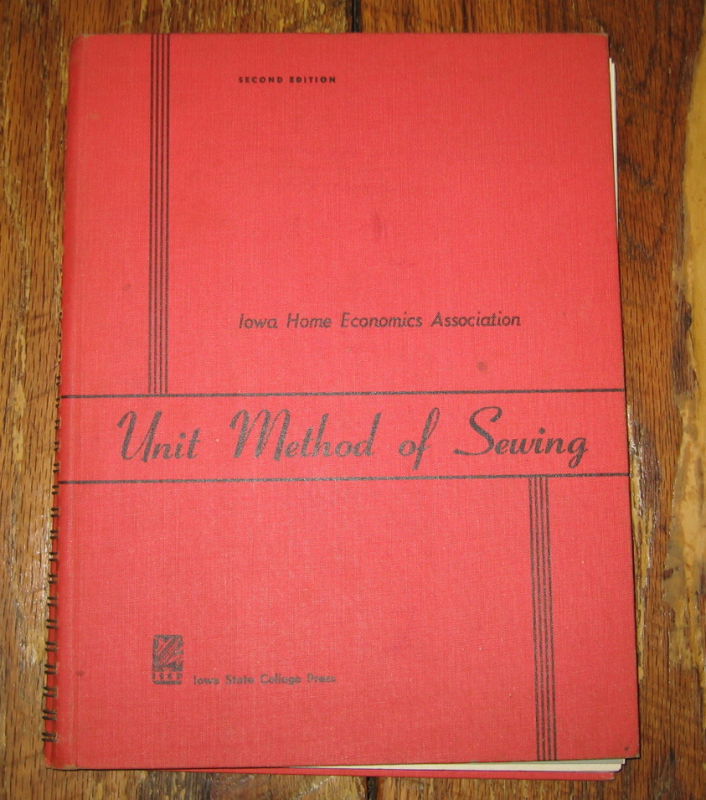 SECOND EDITION
Iowa Home Economics Association
Unit Method of Sewing
Iowa State College Press